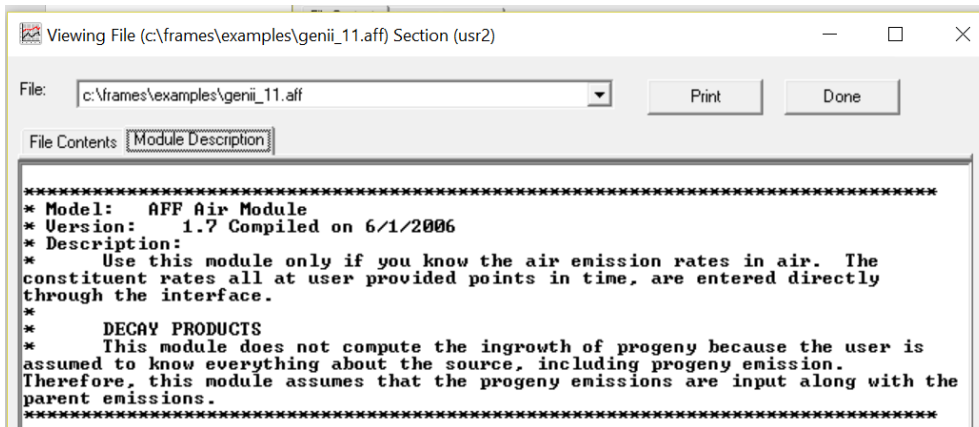 Viewing File (c:\frames\examples\genii_11.aff) Section (usr2)
File: c:\frames\examples\genii_11.aff Print Done
File Contents Module Description
********************************************************************************
* Model: AFF Air Module
* Version: 1.7 Compiled on 6/1/2006
* Description:
* Use this module only if you know the air emission rates in air. The
constituent rates all at user provided points in time, are entered directly
through the interface.
*
* DECAY PRODUCTS
* This module does not compute the ingrowth of progeny because the user is
assumed to know everything about the source, including progeny emission.
Therefore, this module assumes that the progeny emissions are input along with the
parent emissions.
********************************************************************************